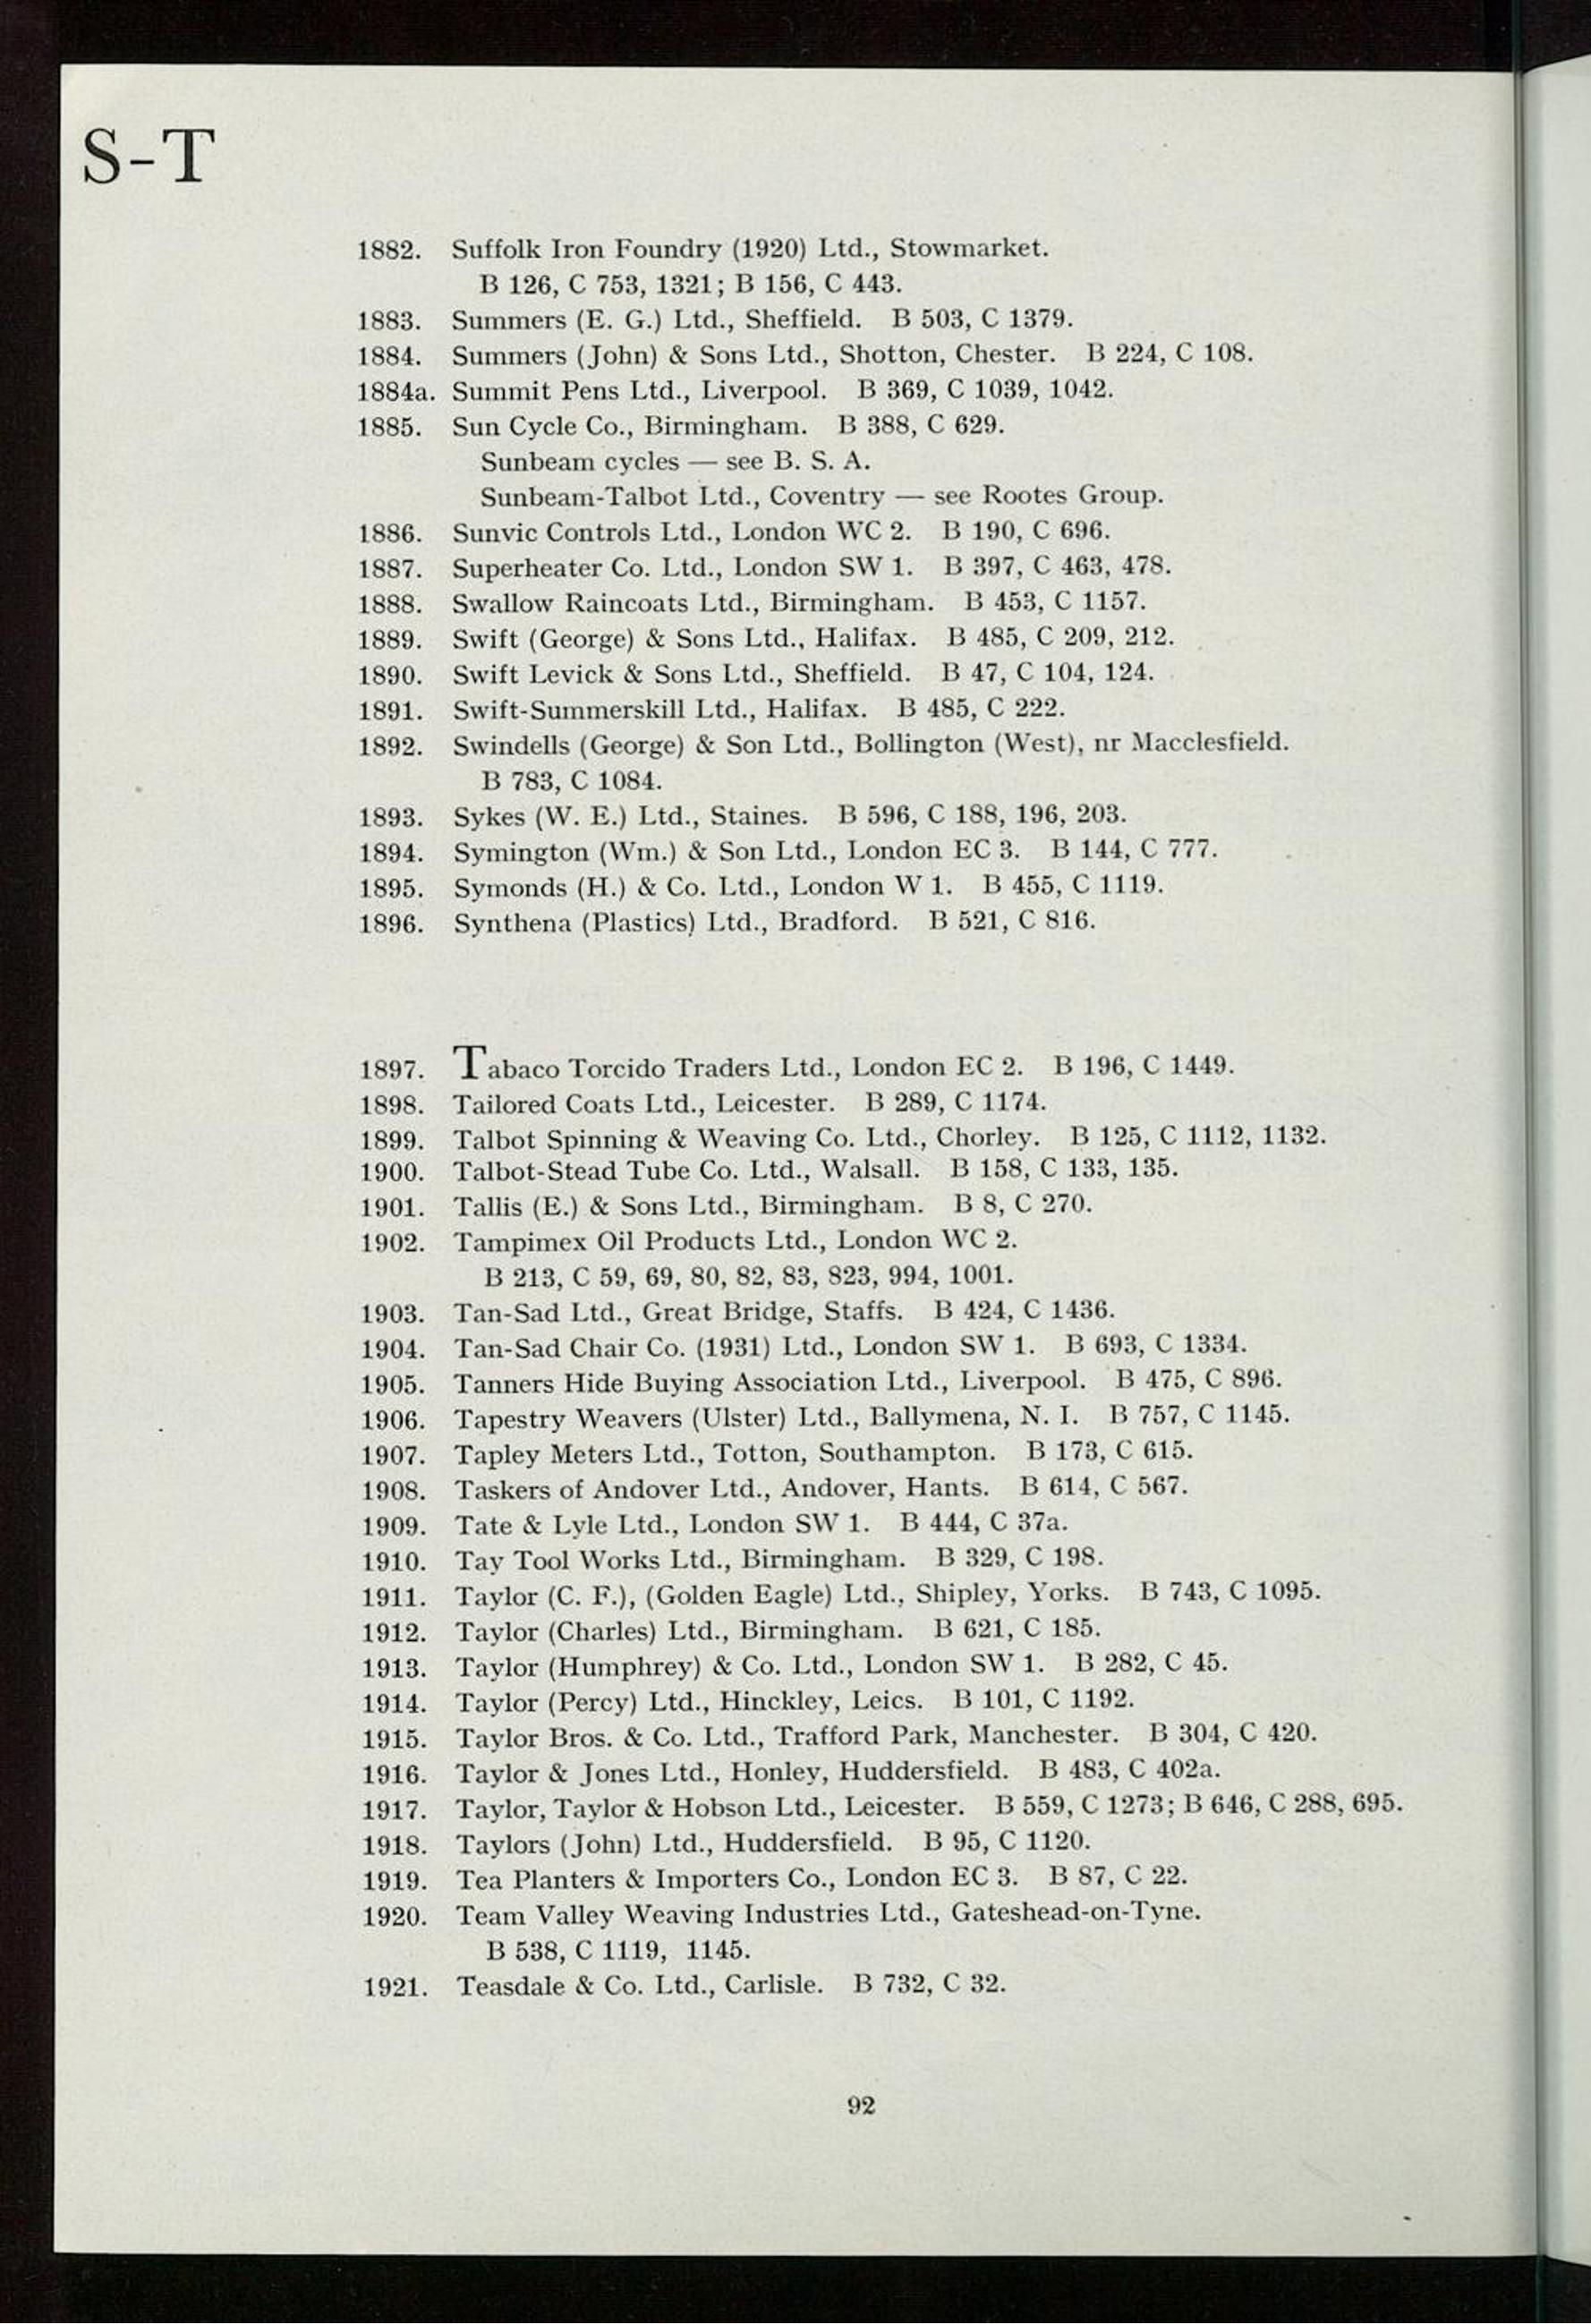 S-T
1882. Suffolk Iron Foundry (1920) Ltd., Stowmarket.
B 126, C 753, 1321; B 156, C 443.
1883. Summers (E. G.) Ltd., Sheffield. B 503, C 1379.
1884. Summers (John) & Sons Ltd., Shotton, Chester. B 224, C 108.
1884a. Summit Pens Ltd., Liverpool. B 369, C 1039, 1042.
1885. Sun Cycle Co., Birmingham. B 388, C 629.
Sunbeam cycles — see B. S. A.
Sunbeam-Talbot Ltd., Coventry — see Rootes Group.
1886. Sunvic Controls Ltd., London WC 2. B 190, C 696.
1887. Superheater Co. Ltd., London SW 1. B 397, C 463, 478.
1888. Swallow Raincoats Ltd., Birmingham. B 453, C 1157.
1889. Swift (George) & Sons Ltd., Halifax. B 485, C 209, 212.
1890. Swift Levick & Sons Ltd., Sheffield. B 47, C 104, 124.
1891. Swift-Summerskill Ltd., Halifax. B 485, C 222.
1892. Swindells (George) & Son Ltd., Bollington (West), nr Macclesfield.
B 783, C 1084.
1893. Sykes (W. E.) Ltd., Staines. B 596, C 188, 196, 203.
1894. Symington (Wm.) & Son Ltd., London EC 3. B 144, C 777.
1895. Symonds (H.) & Co. Ltd., London W 1. B 455, C 1119.
1896. Synthena (Plastics) Ltd., Bradford. B 521, C 816.
1897. Tabaco Torcido Traders Ltd., London EC 2. B 196, C 1449.
1898. Tailored Coats Ltd., Leicester. B 289, C 1174.
1899. Talbot Spinning & Weaving Co. Ltd., Chorley. B 125, C 1112, 1132.
1900. Talbot-Stead Tube Co. Ltd., Walsall. B 158, C 133, 135.
1901. Tallis (E.) & Sons Ltd., Birmingham. B 8, C 270.
1902. Tampimex Oil Products Ltd., London WC 2.
B 213, C 59, 69, 80, 82, 83, 823, 994, 1001.
1903. Tan-Sad Ltd., Great Bridge, Staffs. B 424, C 1436.
1904. Tan-Sad Chair Co. (1931) Ltd., London SW 1. B 693, C 1334.
1905. Tanners Hide Buying Association Ltd., Liverpool. B 475, C 896.
1906. Tapestry Weavers (Ulster) Ltd., Ballymena, N. I. B 757, C 1145.
1907. Tapley Meters Ltd., Totton, Southampton. B 173, C 615.
1908. Taskers of Andover Ltd., Andover, Hants. B 614, C 567.
1909. Tate & Lyle Ltd., London SW 1. B 444, C 37a.
1910. Tay Tool Works Ltd., Birmingham. B 329, C 198.
1911. Taylor (C. F.), (Golden Eagle) Ltd., Shipley, Yorks. B 743, C 1095.
1912. Taylor (Charles) Ltd., Birmingham. B 621, C 185.
1913. Taylor (Humphrey) & Co. Ltd., London SW 1. B 282, C 45.
1914. Taylor (Percy) Ltd., Hinckley, Leics. B 101, C 1192.
1915. Taylor Bros. & Co. Ltd., Trafford Park, Manchester. B 304, C 420.
1916. Taylor & Jones Ltd., Honley, Huddersfield. B 483, C 402a.
1917. Taylor, Taylor & Hobson Ltd., Leicester. B 559, C 1273; B 646, C 288, 695.
1918. Taylors (John) Ltd., Huddersfield. B 95, C 1120.
1919. Tea Planters & Importers Co., London EC 3. B 87, C 22.
1920. Team Valley Weaving Industries Ltd., Gateshead-on-Tyne.
B 538, C 1119, 1145.
1921. Teasdale & Co. Ltd., Carlisle. B 732, C 32.
92